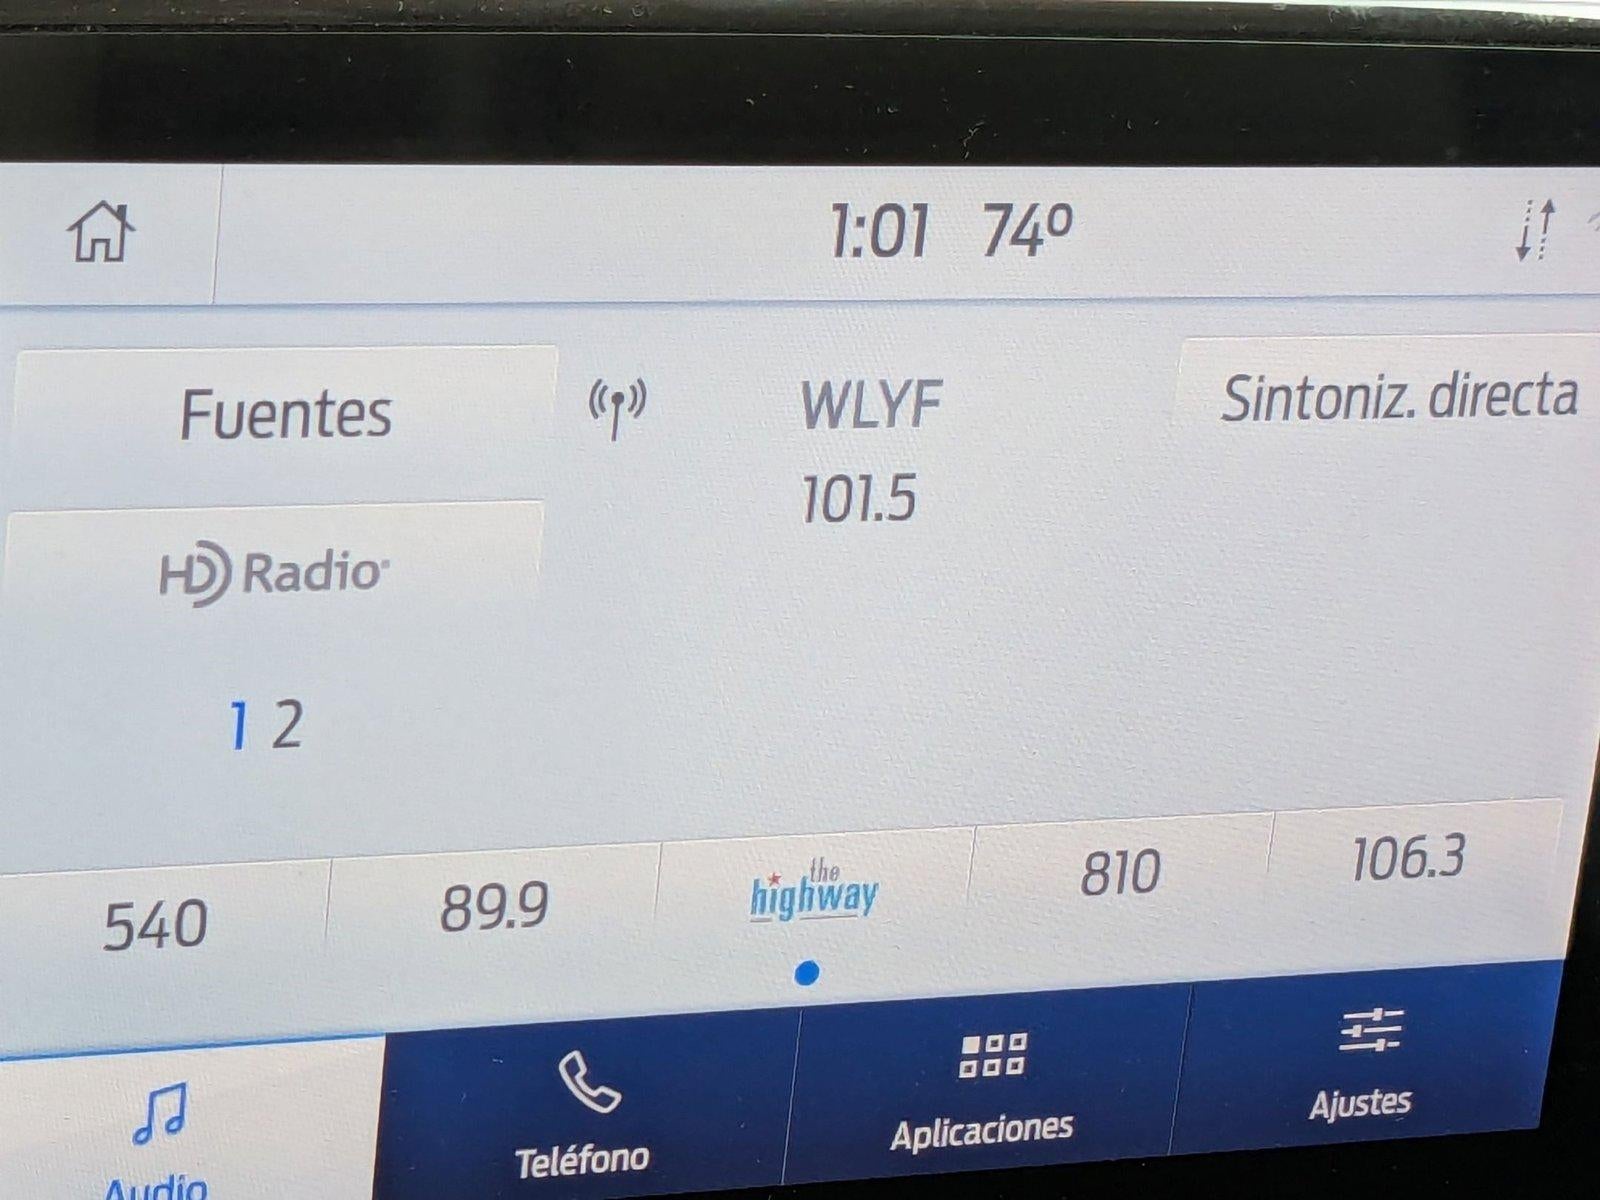 1:01 74º
Fuentes
WLYF
Sintoniz. directa
101.5
HD Radio
1 2
540
89.9
the
highway
810
106.3
Audio
Teléfono
Aplicaciones
Ajustes